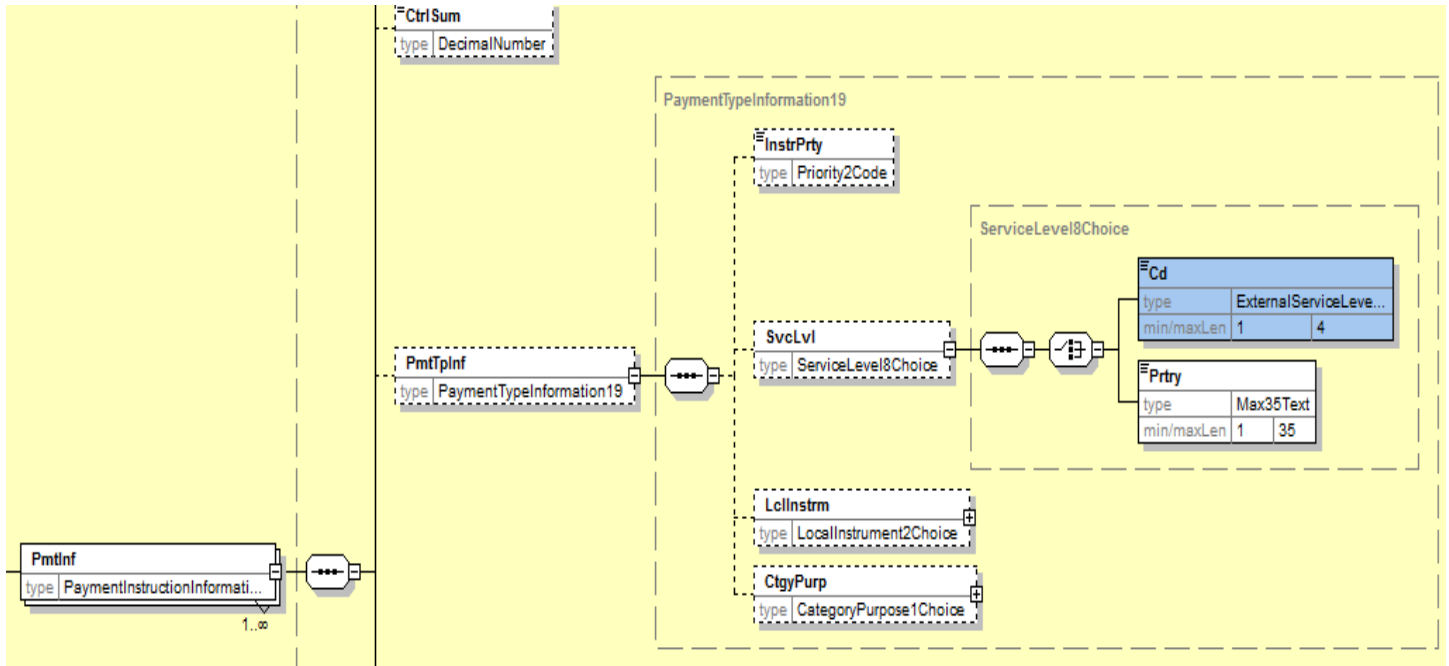 CtrlSum
type DecimalNumber
PaymentTypeInformation19
InstrPrty
type Priority2Code
ServiceLevel8Choice
Cd
type ExternalServiceLeve...
min/maxLen 1 4
SvcLvl
type ServiceLevel8Choice
PmtTpInf
type PaymentTypeInformation19
Prtry
type Max35Text
min/maxLen 1 35
LclInstrm
type LocalInstrument2Choice
PmtInf
type PaymentInstructionInformati...
1..∞
CtgyPurp
type CategoryPurpose1Choice